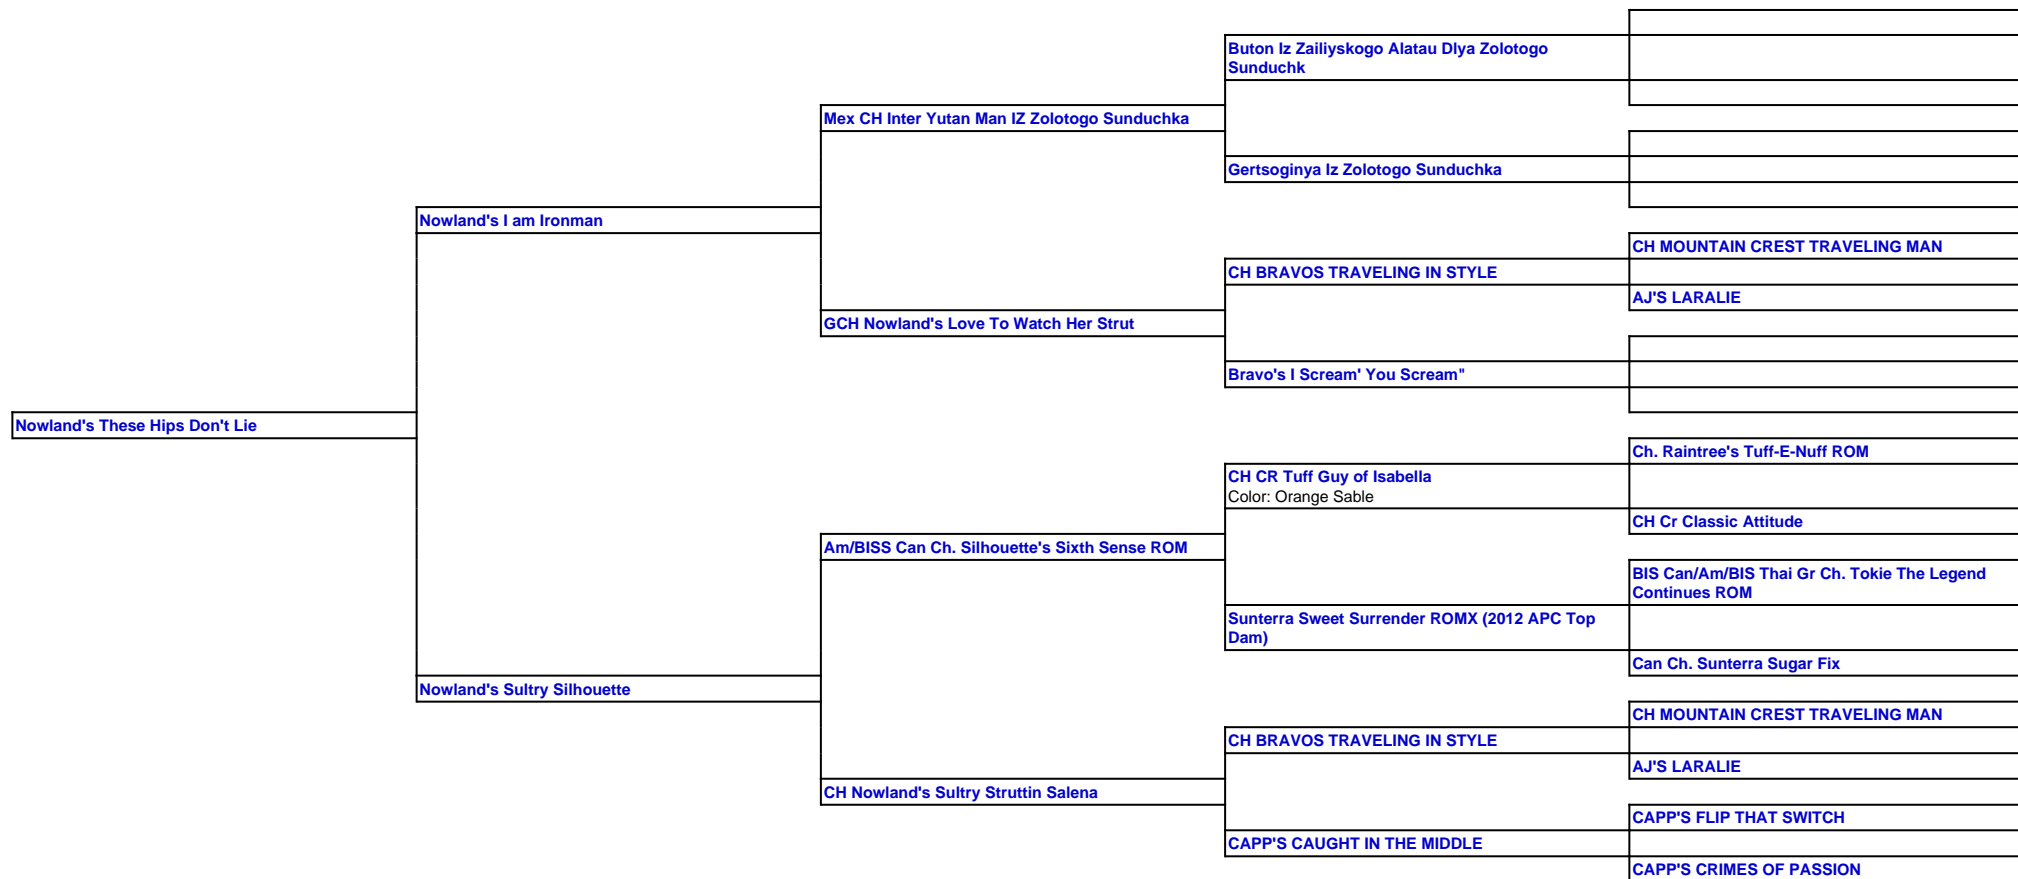 Buton Iz Zailiyskogo Alatau Dlya Zolotogo
Sunduchk
Mex CH Inter Yutan Man IZ Zolotogo Sunduchka
Gertsoginya Iz Zolotogo Sunduchka
Nowland's I am Ironman
CH MOUNTAIN CREST TRAVELING MAN
CH BRAVOS TRAVELING IN STYLE
AJ'S LARALIE
GCH Nowland's Love To Watch Her Strut
Bravo's I Scream' You Scream"
Nowland's These Hips Don't Lie
Ch. Raintree's Tuff-E-Nuff ROM
CH CR Tuff Guy of Isabella
Color: Orange Sable
CH Cr Classic Attitude
Am/BISS Can Ch. Silhouette's Sixth Sense ROM
BIS Can/Am/BIS Thai Gr Ch. Tokie The Legend
Continues ROM
Sunterra Sweet Surrender ROMX (2012 APC Top
Dam)
Can Ch. Sunterra Sugar Fix
Nowland's Sultry Silhouette
CH MOUNTAIN CREST TRAVELING MAN
CH BRAVOS TRAVELING IN STYLE
AJ'S LARALIE
CH Nowland's Sultry Struttin Salena
CAPP'S FLIP THAT SWITCH
CAPP'S CAUGHT IN THE MIDDLE
CAPP'S CRIMES OF PASSION